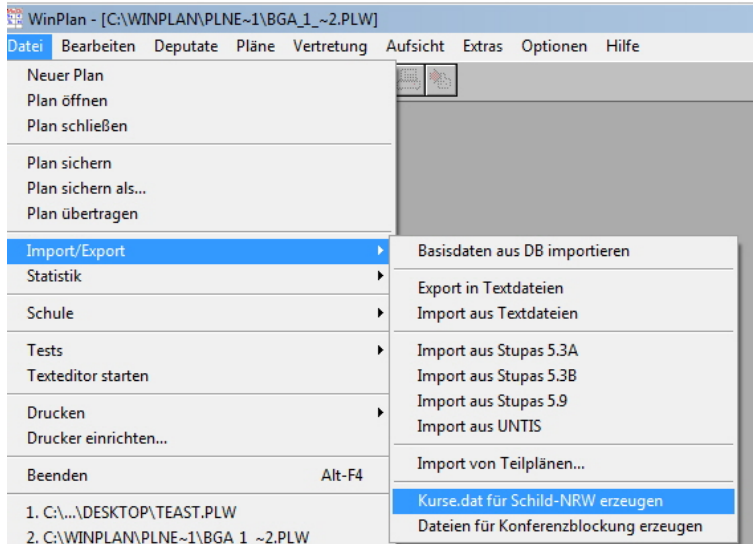 WinPlan - [C:\WINPLAN\PLNE~1\BGA_1_~2.PLW]
Datei Bearbeiten Deputate Pläne Vertretung Aufsicht Extras Optionen Hilfe
Neuer Plan
Plan öffnen
Plan schließen
Plan sichern
Plan sichern als...
Plan übertragen
Import/Export
Statistik
Schule
Tests
Texteditor starten
Drucken
Drucker einrichten...
Beenden Alt-F4
1. C:\...\DESKTOP\TEAST.PLW
2. C:\WINPLAN\PLNE~1\BGA_1_~2.PLW
Basisdaten aus DB importieren
Export in Textdateien
Import aus Textdateien
Import aus Stupas 5.3A
Import aus Stupas 5.3B
Import aus Stupas 5.9
Import aus UNTIS
Import von Teilplänen...
Kurse.dat für Schild-NRW erzeugen
Dateien für Konferenzblockung erzeugen